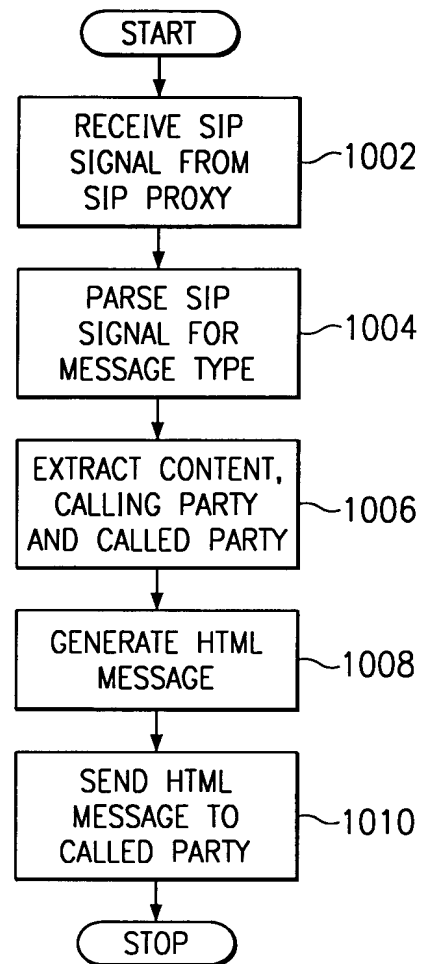 START
RECEIVE SIP
SIGNAL FROM
SIP PROXY
1002
PARSE SIP
SIGNAL FOR
MESSAGE TYPE
1004
EXTRACT CONTENT,
CALLING PARTY
AND CALLED PARTY
1006
GENERATE HTML
MESSAGE
1008
SEND HTML
MESSAGE TO
CALLED PARTY
1010
STOP